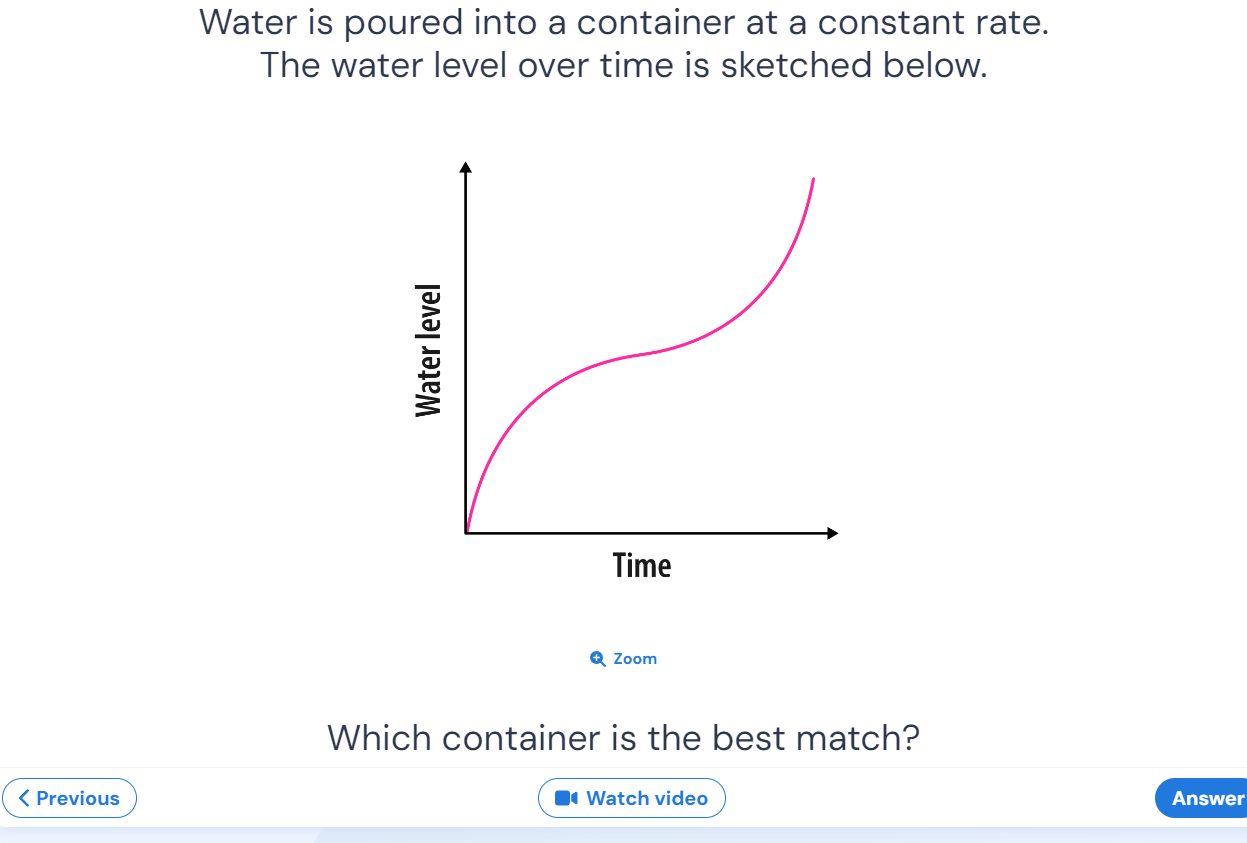 Water is poured into a container at a constant rate.
The water level over time is sketched below.
Water level
Time
Zoom
Which container is the best match?
Previous
Watch video
Answer